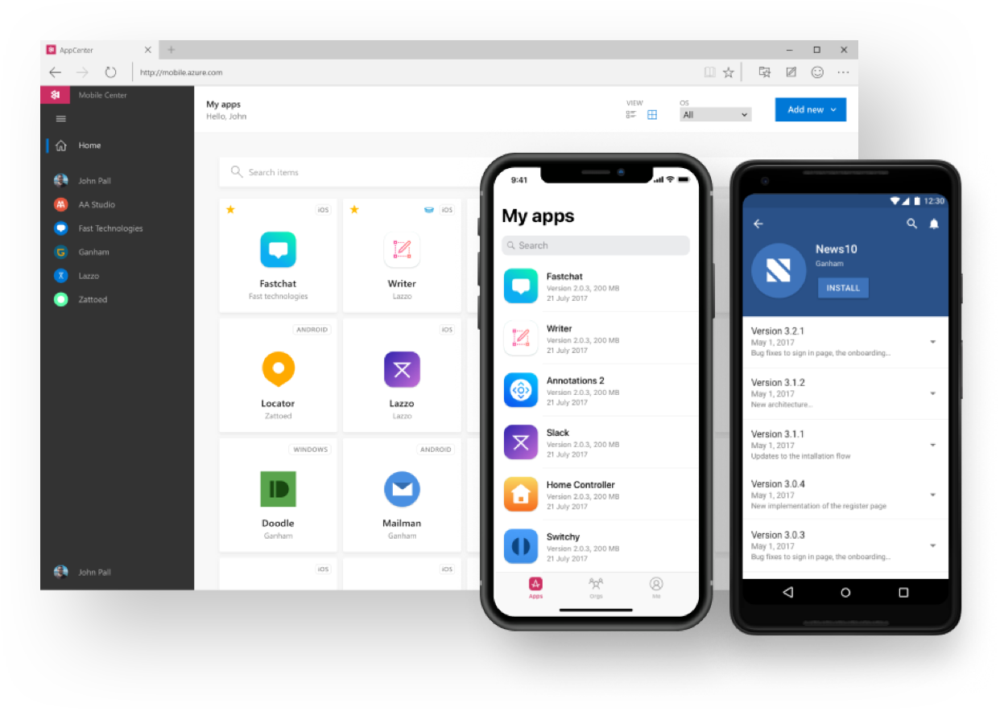 AppCenter
http://mobile.azure.com
Mobile Center
Home
John Pall
AA Studio
Fast Technologies
Ganham
Lazzo
Zattoed
John Pall
My apps
Hello, John
VIEW
OS
All
Add new
Search items
iOS
Fastchat
Fast technologies
iOS
Writer
Lazzo
ANDROID
Locator
Zattoed
iOS
Lazzo
Lazzo
WINDOWS
Doodle
Ganham
ANDROID
Mailman
Ganham
iOS
iOS
9:41
My apps
Search
Fastchat
Version 2.0.3, 200 MB
21 July 2017
Writer
Version 2.0.3, 200 MB
21 July 2017
Annotations 2
Version 2.0.3, 200 MB
21 July 2017
Slack
Version 2.0.3, 200 MB
21 July 2017
Home Controller
Version 2.0.3, 200 MB
21 July 2017
Switchy
Version 2.0.3, 200 MB
21 July 2017
Apps
Orgs
Me
12:30
News10
Ganham
INSTALL
Version 3.2.1
May 1, 2017
Bug fixes to sign in page, the onboarding...
Version 3.1.2
May 1, 2017
New architecture...
Version 3.1.1
May 1, 2017
Updates to the intallation flow
Version 3.0.4
May 1, 2017
New implementation of the register page
Version 3.0.3
May 1, 2017
Bug fixes to sign in page, the onboarding...